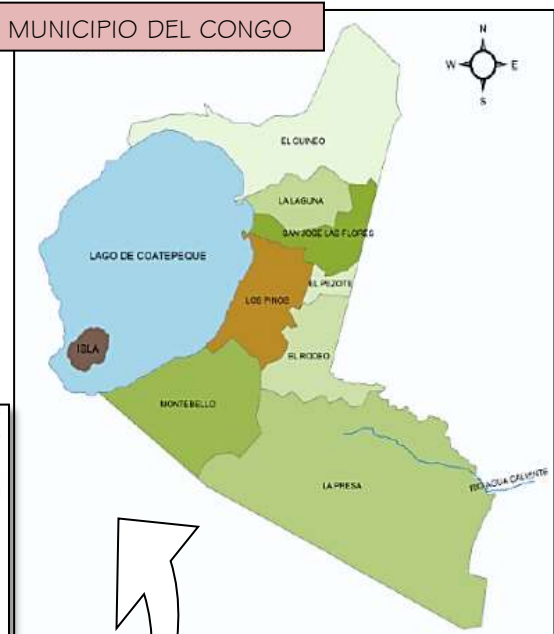 MUNICIPIO DEL CONGO
N
W E
S
EL GUINEO
LA LAGUNA
SAN JOSE LAS FLORES
LAGO DE COATEPEQUE
EL PEZOTE
LOS PINOS
ISLA
EL RODEO
MONTEBELLO
RIO AGUA CALIENTE
LA PRESA